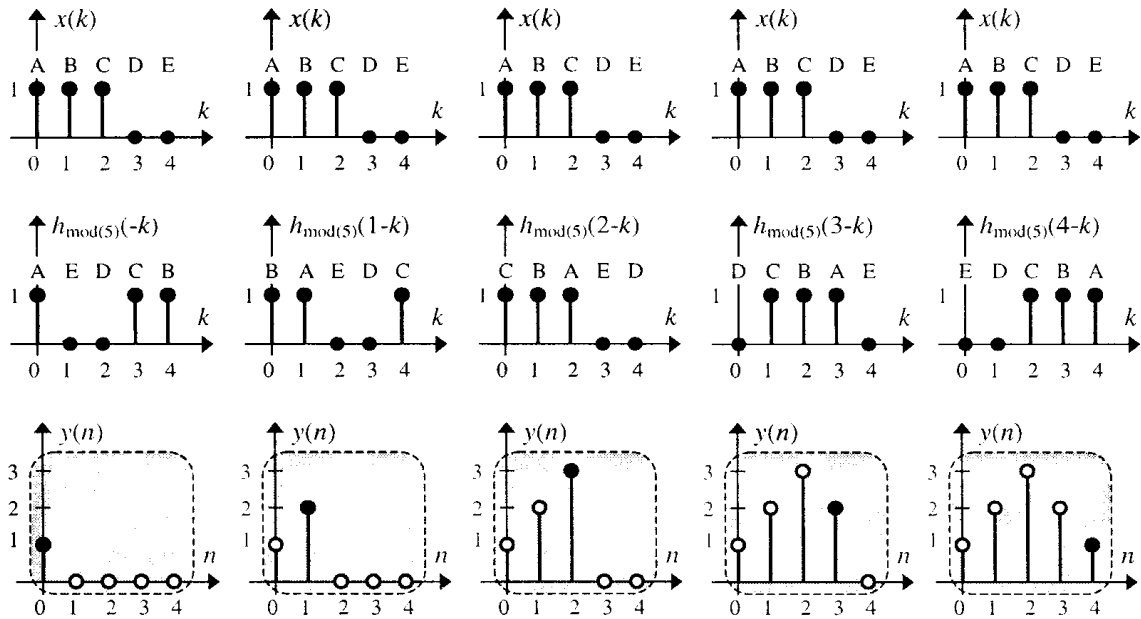 x(k) x(k) x(k) x(k) x(k)
A B C D E A B C D E A B C D E A B C D E A B C D E
1 k 1 k 1 k 1 k 1 k
0 1 2 3 4 0 1 2 3 4 0 1 2 3 4 0 1 2 3 4 0 1 2 3 4
h_mod(5)(-k) h_mod(5)(1-k) h_mod(5)(2-k) h_mod(5)(3-k) h_mod(5)(4-k)
A E D C B B A E D C C B A E D D C B A E E D C B A
1 k 1 k 1 k 1 k 1 k
0 1 2 3 4 0 1 2 3 4 0 1 2 3 4 0 1 2 3 4 0 1 2 3 4
y(n) y(n) y(n) y(n) y(n)
3 3 3 3 3
2 2 2 2 2
1 n 1 n 1 n 1 n 1 n
0 1 2 3 4 0 1 2 3 4 0 1 2 3 4 0 1 2 3 4 0 1 2 3 4